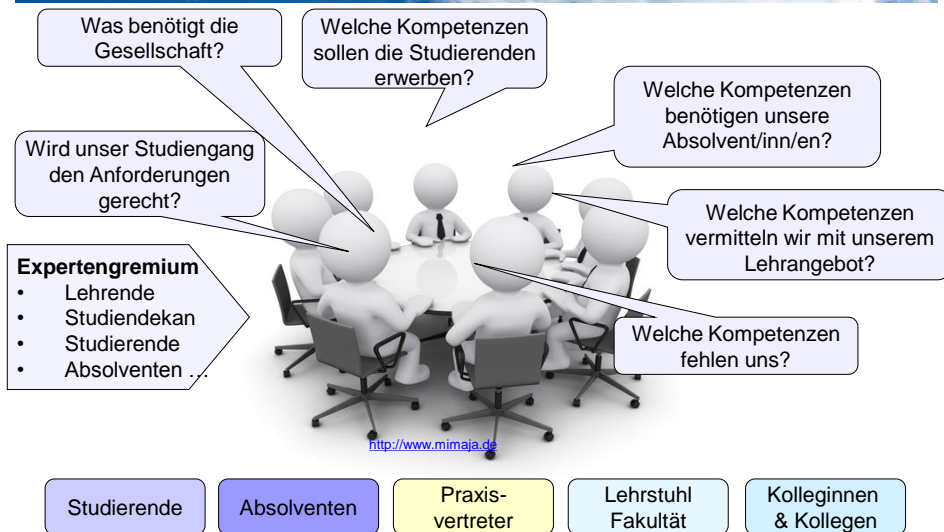 Was benötigt die
Gesellschaft?
Welche Kompetenzen
sollen die Studierenden
erwerben?
Welche Kompetenzen
benötigen unsere
Absolvent/inn/en?
Wird unser Studiengang
den Anforderungen
gerecht?
Welche Kompetenzen
vermitteln wir mit unserem
Lehrangebot?
Expertengremium
• Lehrende
• Studiendekan
• Studierende
• Absolventen …
Welche Kompetenzen
fehlen uns?
http://www.mimaja.de
Studierende
Absolventen
Praxis-
vertreter
Lehrstuhl
Fakultät
Kolleginnen
& Kollegen